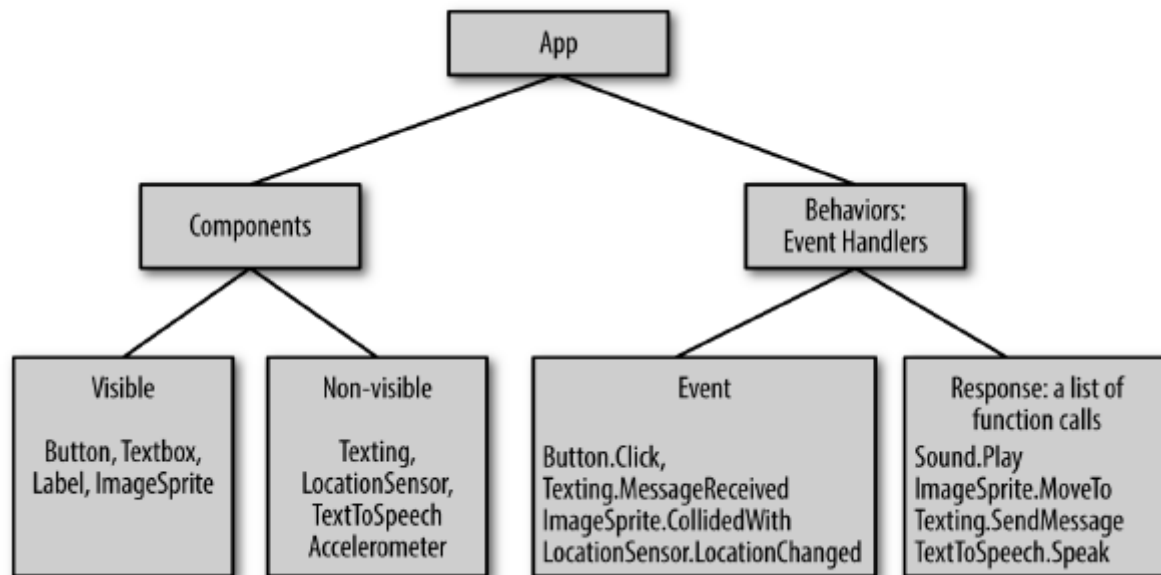 App
Components
Behaviors:
Event Handlers
Visible
Button, Textbox,
Label, ImageSprite
Non-visible
Texting,
LocationSensor,
TextToSpeech
Accelerometer
Event
Button.Click,
Texting.MessageReceived
ImageSprite.CollidedWith
LocationSensor.LocationChanged
Response: a list of
function calls
Sound.Play
ImageSprite.MoveTo
Texting.SendMessage
TextToSpeech.Speak